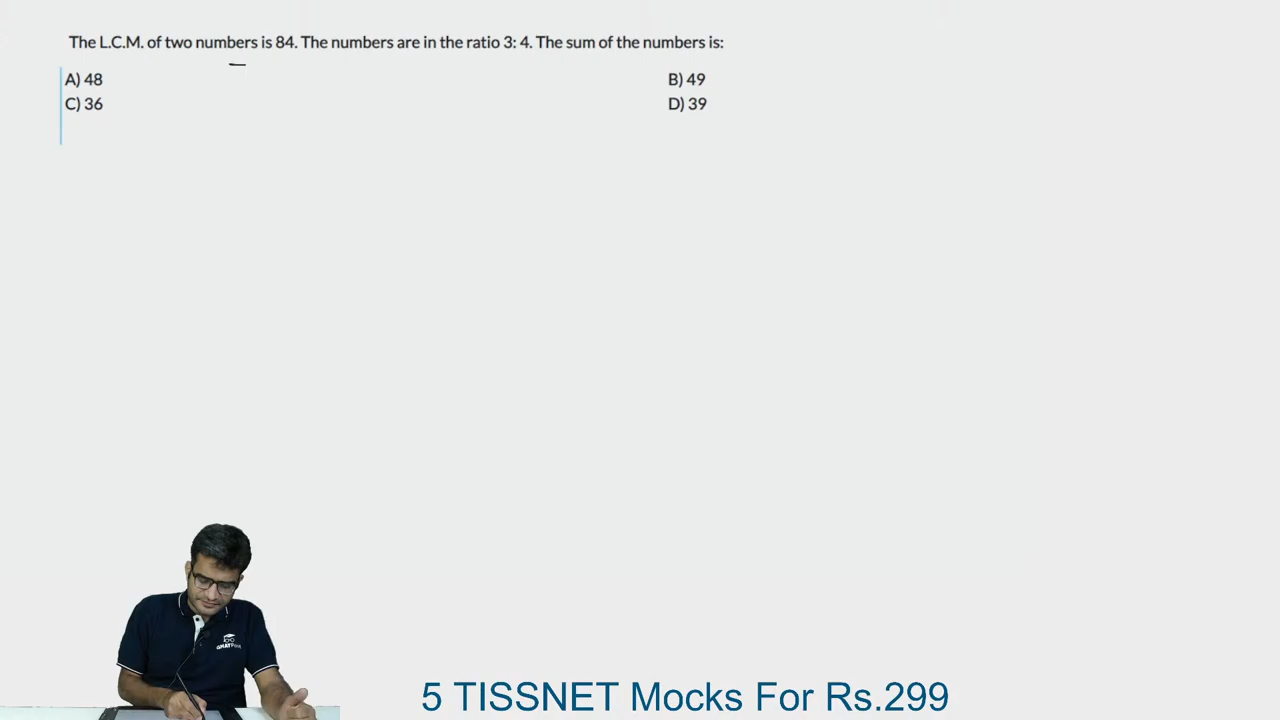 The L.C.M. of two numbers is 84. The numbers are in the ratio 3: 4. The sum of the numbers is:
A) 48
B) 49
C) 36
D) 39
GMATPoint
5 TISSNET Mocks For Rs.299